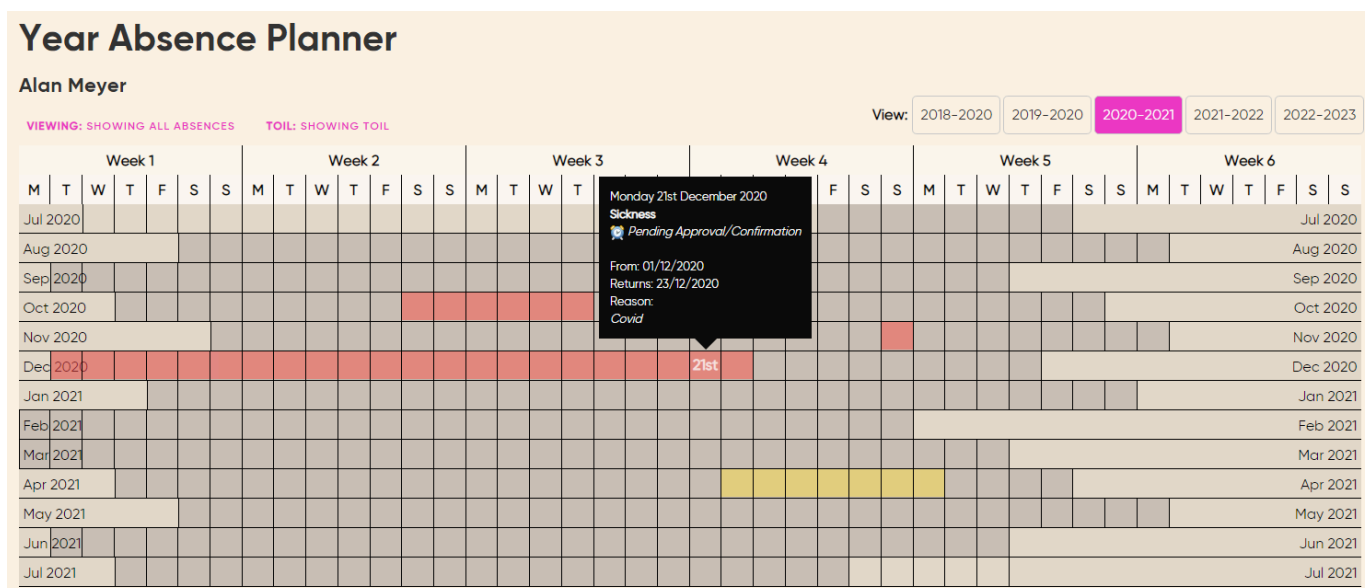 Year Absence Planner
Alan Meyer
VIEWING: SHOWING ALL ABSENCES TOIL: SHOWING TOIL
View: 2018-2020 2019-2020 2020-2021 2021-2022 2022-2023
Week 1 Week 2 Week 3 Week 4 Week 5 Week 6
M T W T F S S M T W T F S S M T W T F S S M T W T F S S M T W T F S S
Monday 21st December 2020
Sickness
Pending Approval/Confirmation
From: 01/12/2020
Returns: 23/12/2020
Reason:
Covid
Jul 2020 Jul 2020
Aug 2020 Aug 2020
Sep 2020 Sep 2020
Oct 2020 Oct 2020
Nov 2020 Nov 2020
Dec 2020 21st Dec 2020
Jan 2021 Jan 2021
Feb 2021 Feb 2021
Mar 2021 Mar 2021
Apr 2021 Apr 2021
May 2021 May 2021
Jun 2021 Jun 2021
Jul 2021 Jul 2021